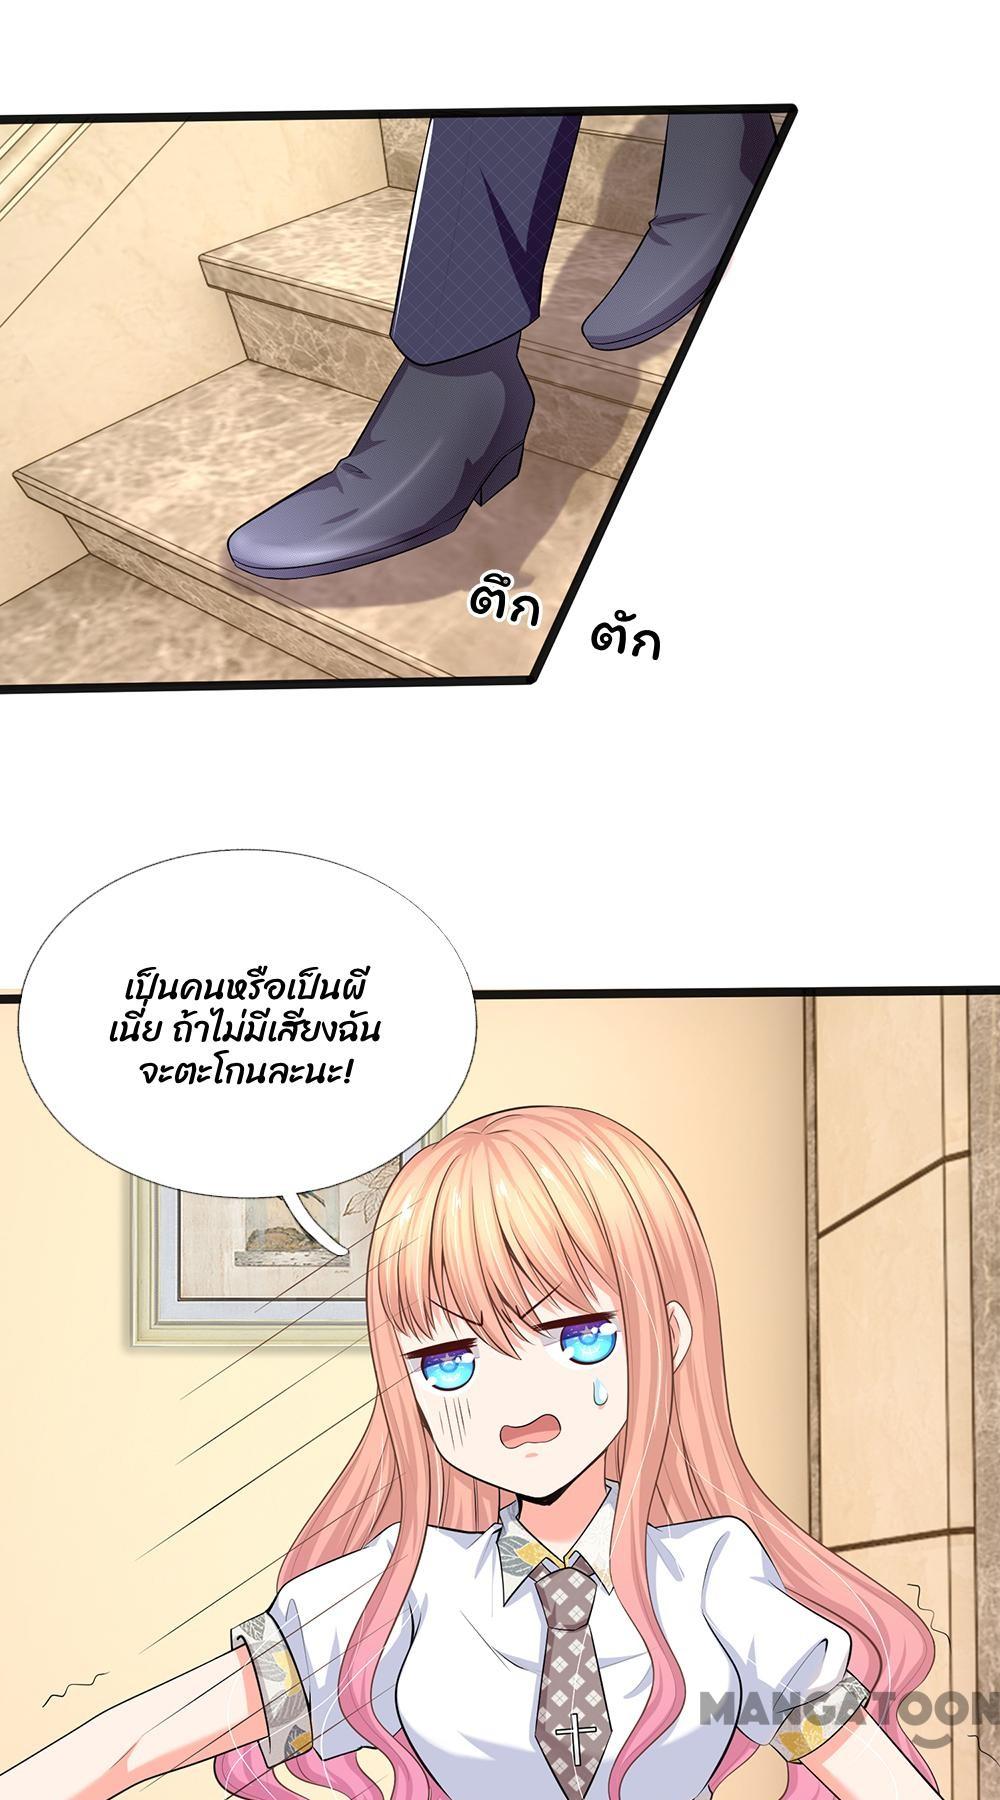 ตึก
ตัก
เป็นคนหรือเป็นผี
เนี่ย ถ้าไม่มีเสียงฉัน
จะตะโกนละนะ!
MANGATOON